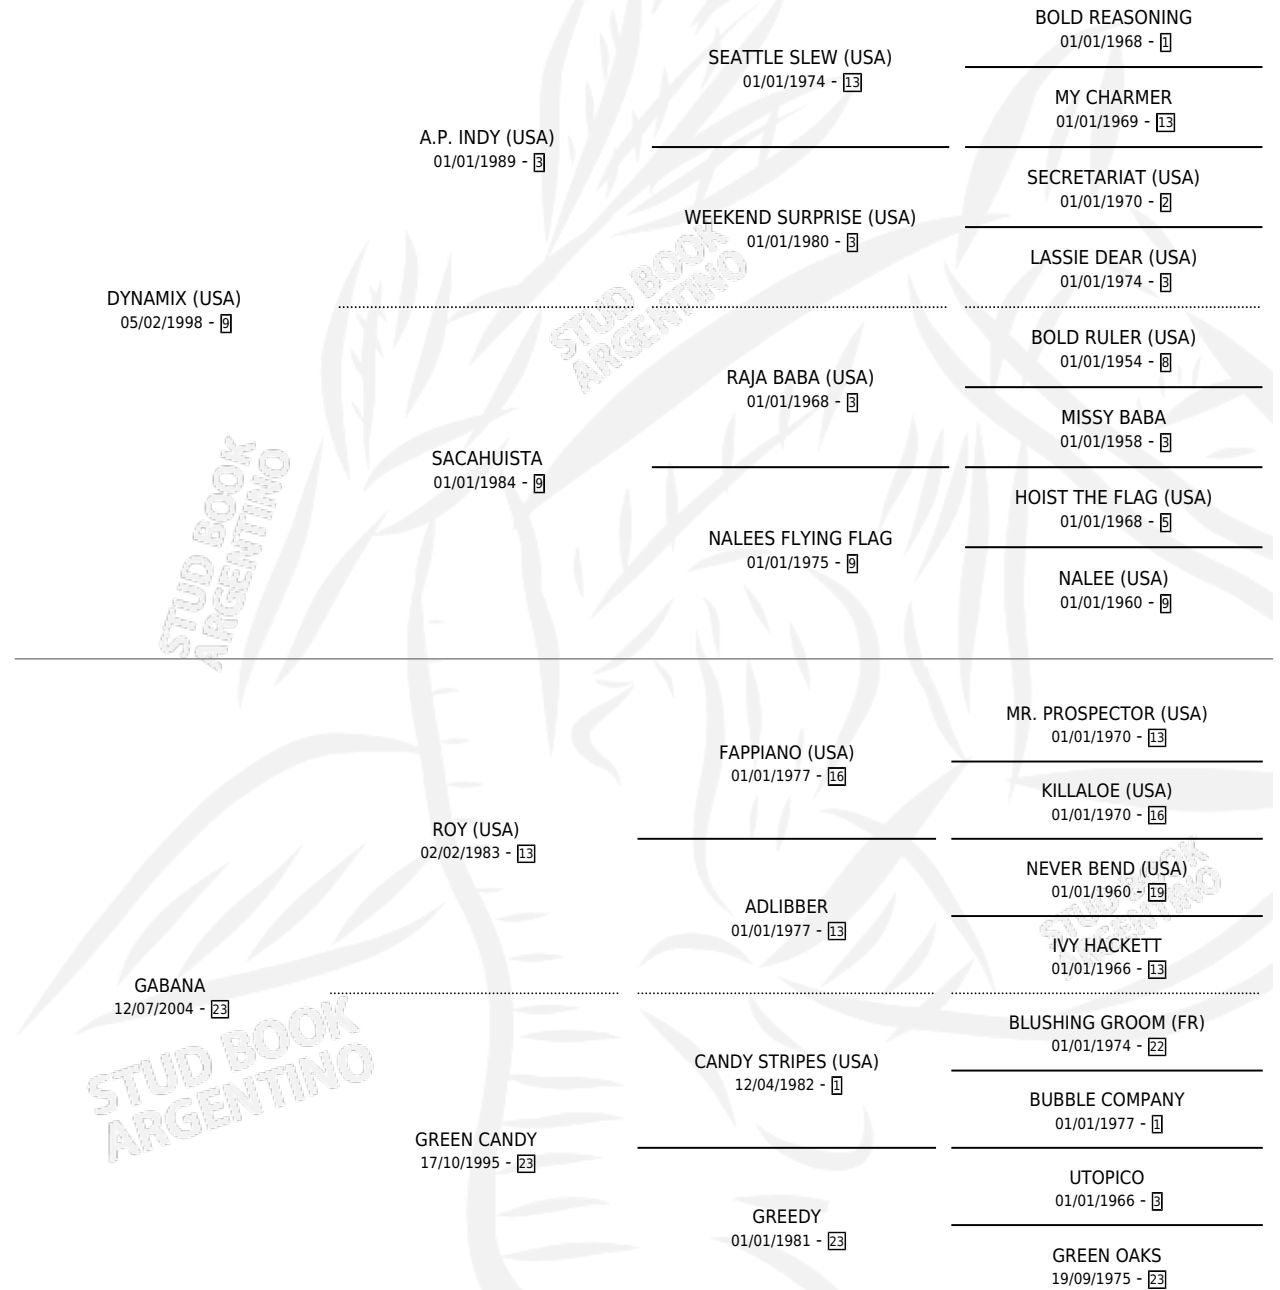 BOLD REASONING
01/01/1968 - 1
SEATTLE SLEW (USA)
01/01/1974 - 13
MY CHARMER
01/01/1969 - 13
A.P. INDY (USA)
01/01/1989 - 3
SECRETARIAT (USA)
01/01/1970 - 2
WEEKEND SURPRISE (USA)
01/01/1980 - 3
LASSIE DEAR (USA)
01/01/1974 - 3
STUD BOOK
ARGENTINO
DYNAMIX (USA)
05/02/1998 - 9
BOLD RULER (USA)
01/01/1954 - 8
RAJA BABA (USA)
01/01/1968 - 3
MISSY BABA
01/01/1958 - 3
SACAHUISTA
01/01/1984 - 9
HOIST THE FLAG (USA)
01/01/1968 - 5
NALEES FLYING FLAG
01/01/1975 - 9
NALEE (USA)
01/01/1960 - 9
STUD BOOK
ARGENTINO
MR. PROSPECTOR (USA)
01/01/1970 - 13
FAPPIANO (USA)
01/01/1977 - 16
KILLALOE (USA)
01/01/1970 - 16
ROY (USA)
02/02/1983 - 13
NEVER BEND (USA)
01/01/1960 - 19
ADLIBBER
01/01/1977 - 13
IVY HACKETT
01/01/1966 - 13
STUD BOOK
ARGENTINO
GABANA
12/07/2004 - 23
BLUSHING GROOM (FR)
01/01/1974 - 22
CANDY STRIPES (USA)
12/04/1982 - 1
BUBBLE COMPANY
01/01/1977 - 1
STUD BOOK
ARGENTINO
GREEN CANDY
17/10/1995 - 23
UTOPICO
01/01/1966 - 3
GREEDY
01/01/1981 - 23
GREEN OAKS
19/09/1975 - 23